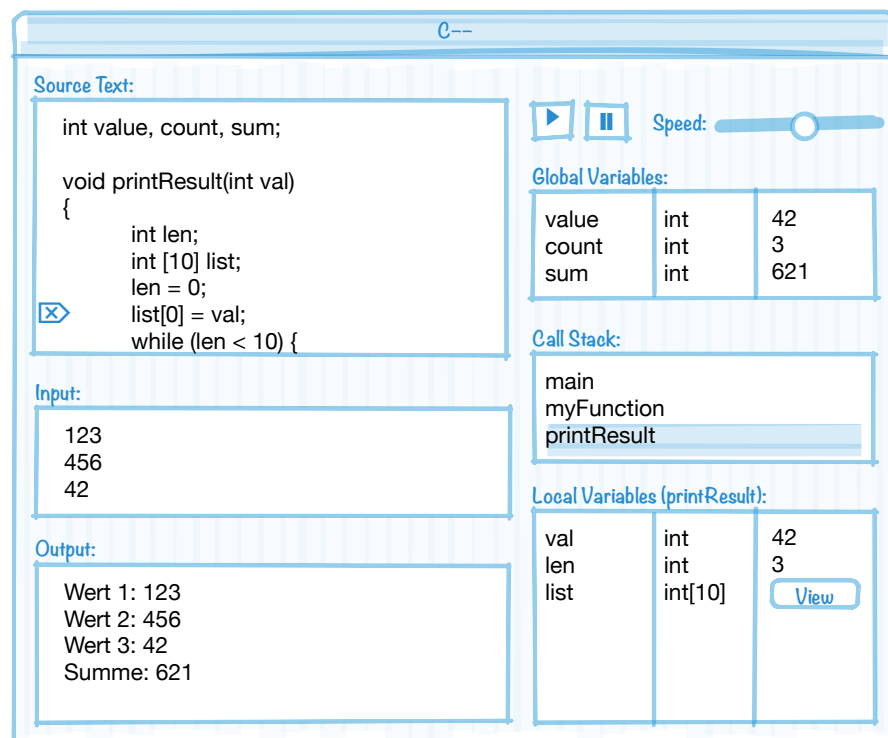 C--
Source Text:
int value, count, sum;
void printResult(int val)
{
int len;
int [10] list;
len = 0;
list[0] = val;
while (len < 10) {
Input:
123
456
42
Output:
Wert 1: 123
Wert 2: 456
Wert 3: 42
Summe: 621
Speed:
Global Variables:
value int 42
count int 3
sum int 621
Call Stack:
main
myFunction
printResult
Local Variables (printResult):
val int 42
len int 3
list int[10] View